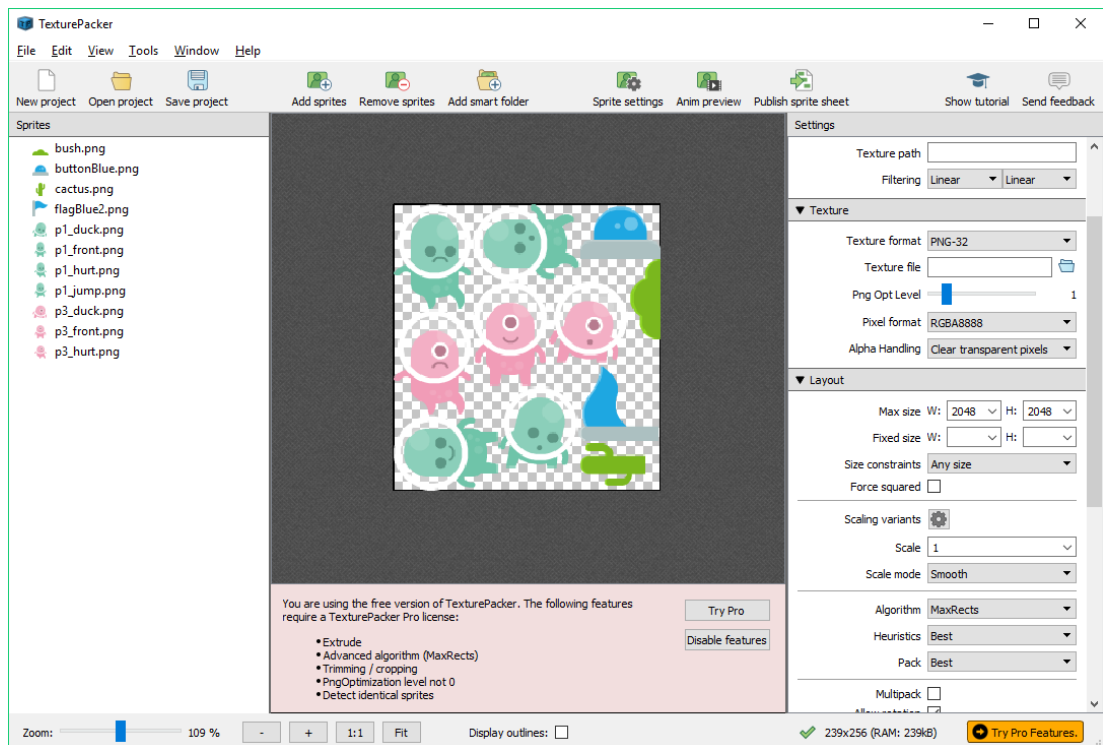 TexturePacker
File Edit View Tools Window Help
New project Open project Save project Add sprites Remove sprites Add smart folder Sprite settings Anim preview Publish sprite sheet Show tutorial Send feedback
Sprites
bush.png
buttonBlue.png
cactus.png
flagBlue2.png
p1_duck.png
p1_front.png
p1_hurt.png
p1_jump.png
p3_duck.png
p3_front.png
p3_hurt.png
You are using the free version of TexturePacker. The following features
require a TexturePacker Pro license:
• Extrude
• Advanced algorithm (MaxRects)
• Trimming / cropping
• PngOptimization level not 0
• Detect identical sprites
Try Pro
Disable features
Settings
Texture path
Filtering Linear Linear
▼ Texture
Texture format PNG-32
Texture file
Png Opt Level 1
Pixel format RGBA8888
Alpha Handling Clear transparent pixels
▼ Layout
Max size W: 2048 H: 2048
Fixed size W: H:
Size constraints Any size
Force squared
Scaling variants
Scale 1
Scale mode Smooth
Algorithm MaxRects
Heuristics Best
Pack Best
Multipack
Allow rotation
Zoom: 109 % - + 1:1 Fit Display outlines: 239x256 (RAM: 239kB) Try Pro Features.